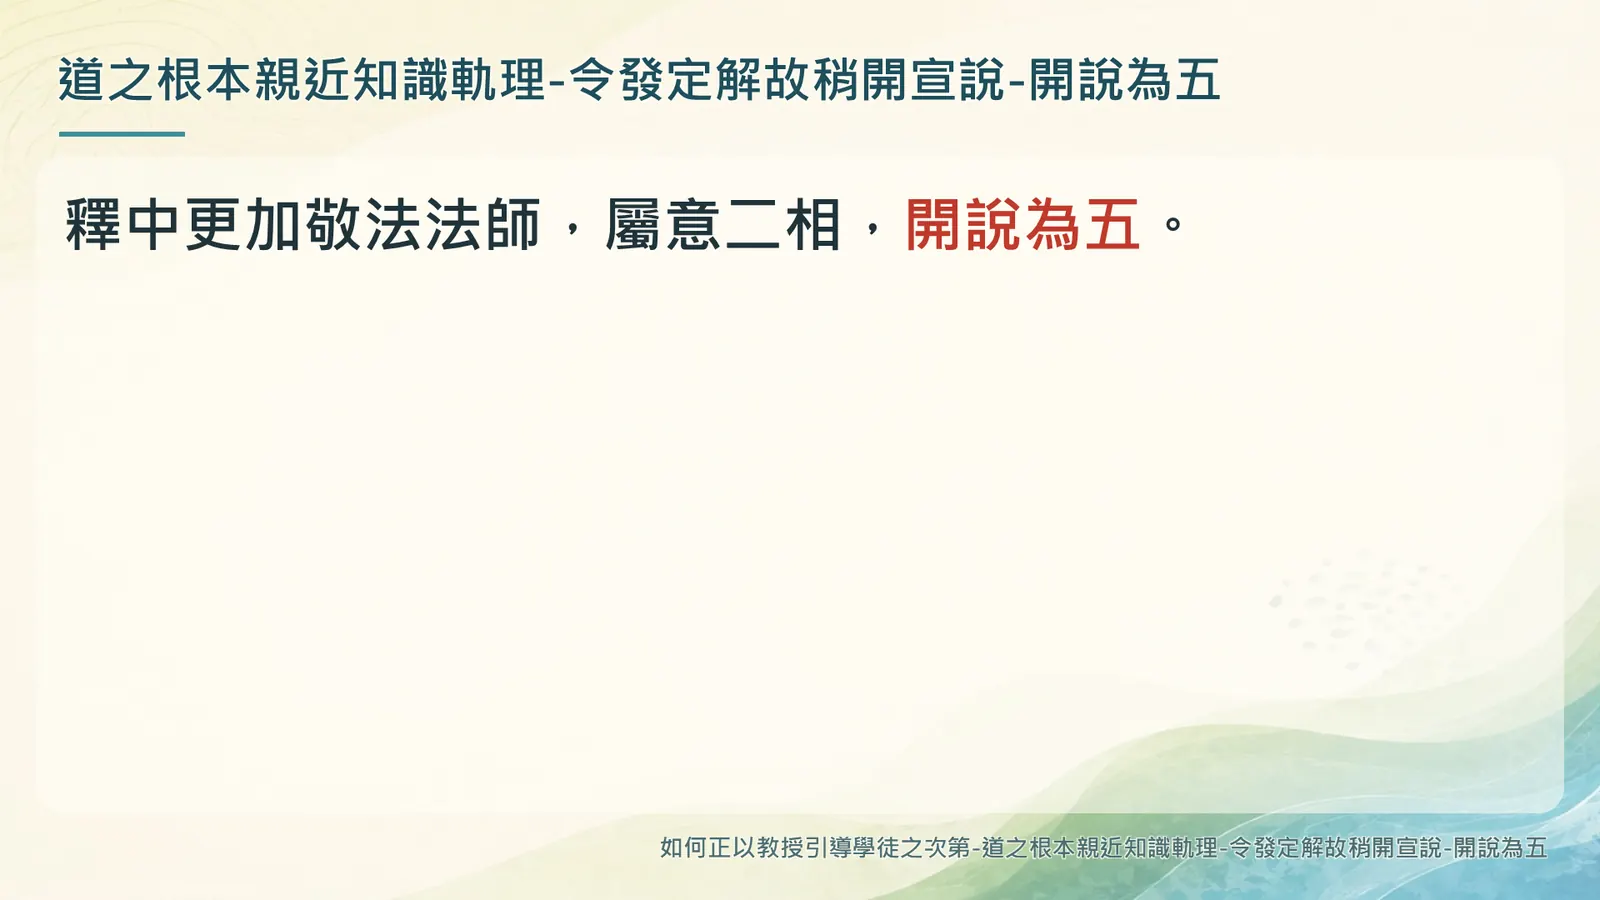 道之根本親近知識軌理-令發定解故稍開宣說-開說為五
釋中更加敬法法師，屬意二相，開說為五。
如何正以教授引導學徒之次第-道之根本親近知識軌理-令發定解故稍開宣說-開說為五